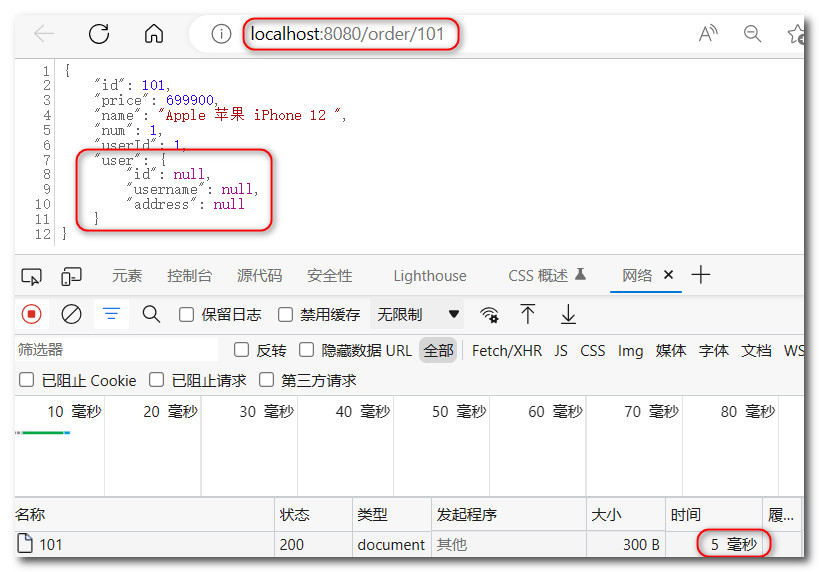 localhost:8080/order/101
1 {
2 "id": 101,
3 "price": 699900,
4 "name": "Apple 苹果 iPhone 12 ",
5 "num": 1,
6 "userId": 1,
7 "user": {
8 "id": null,
9 "username": null,
10 "address": null
11 }
12 }
元素 控制台 源代码 安全性 Lighthouse CSS 概述 网络
保留日志 禁用缓存 无限制
筛选器 反转 隐藏数据 URL 全部 Fetch/XHR JS CSS Img 媒体 字体 文档 WS
已阻止 Cookie 已阻止请求 第三方请求
10 毫秒 20 毫秒 30 毫秒 40 毫秒 50 毫秒 60 毫秒 70 毫秒 80 毫秒
名称 状态 类型 发起程序 大小 时间 履...
101 200 document 其他 300 B 5 毫秒